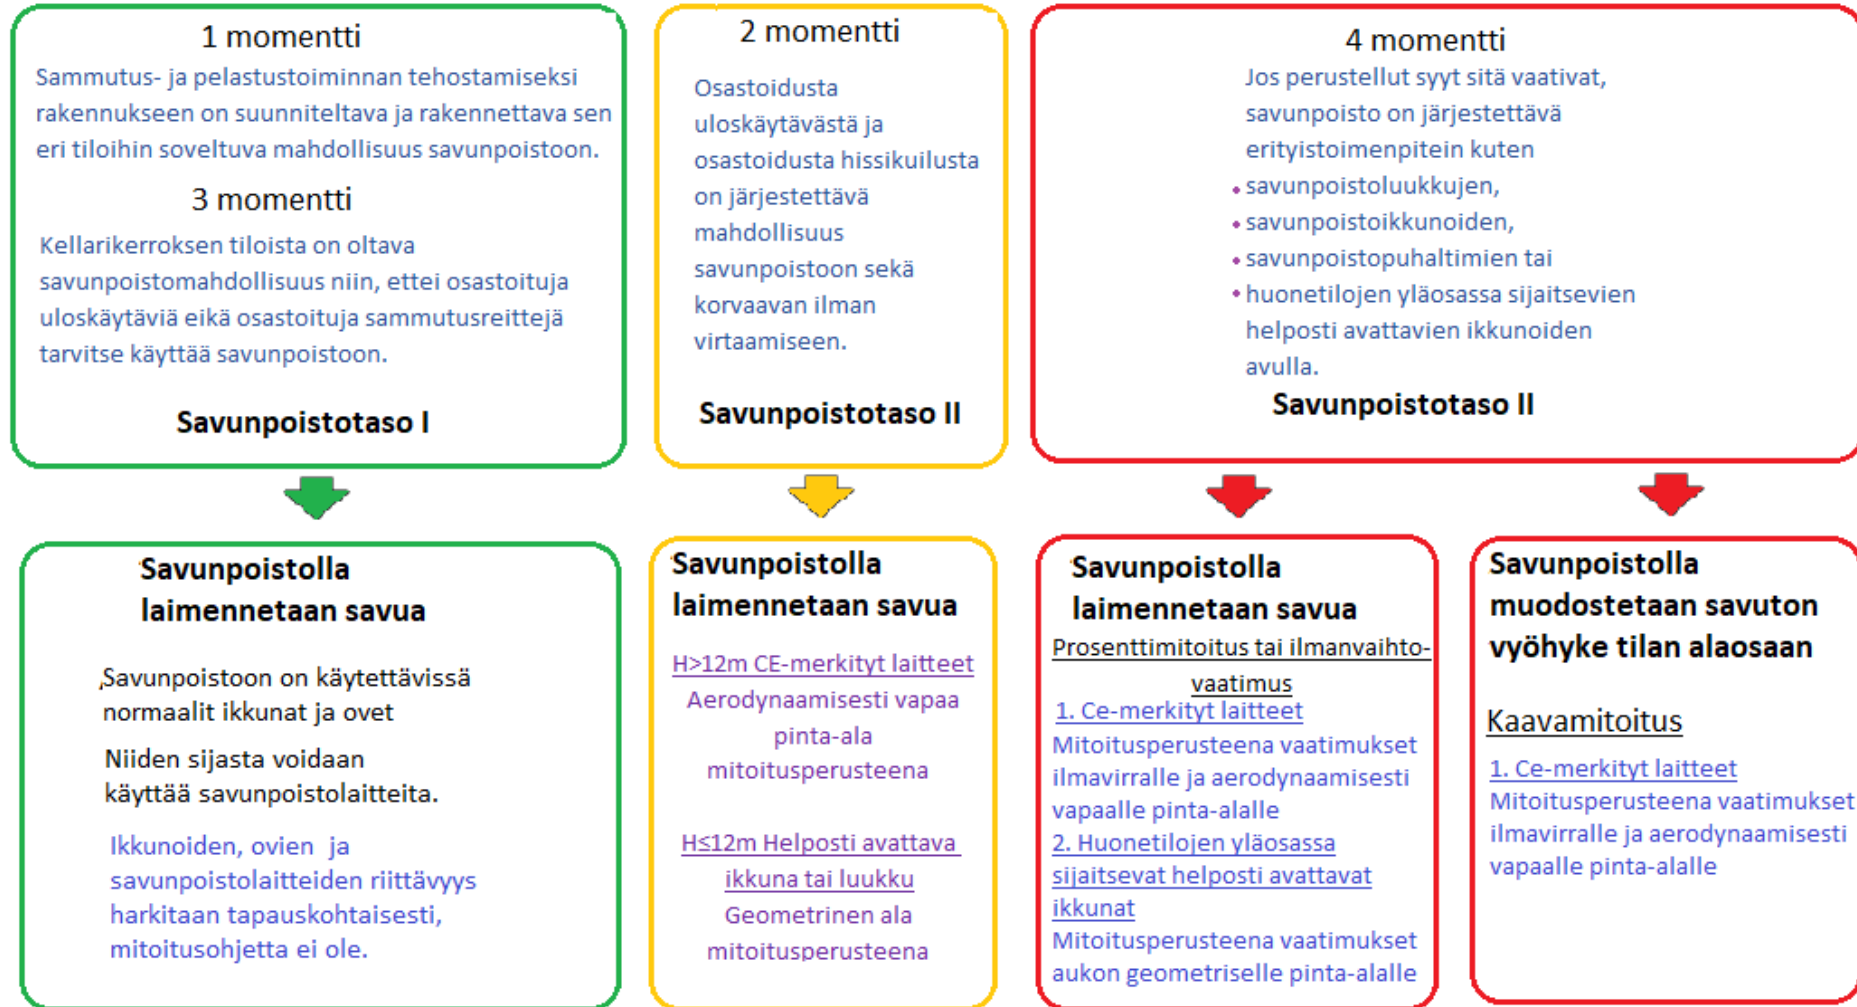 1 momentti
Sammutus- ja pelastustoiminnan tehostamiseksi
rakennukseen on suunniteltava ja rakennettava sen
eri tiloihin soveltuva mahdollisuus savunpoistoon.
3 momentti
Kellarikerroksen tiloista on oltava
savunpoistomahdollisuus niin, ettei osastoituja
uloskäytäviä eikä osastoituja sammutusreittejä
tarvitse käyttää savunpoistoon.
Savunpoistotaso I
2 momentti
Osastoidusta
uloskäytävästä ja
osastoidusta hissikuilusta
on järjestettävä
mahdollisuus
savunpoistoon sekä
korvaavan ilman
virtaamiseen.
Savunpoistotaso II
4 momentti
Jos perustellut syyt sitä vaativat,
savunpoisto on järjestettävä
erityistoimenpitein kuten
• savunpoistoluukkujen,
• savunpoistoikkunoiden,
• savunpoistopuhaltimien tai
• huonetilojen yläosassa sijaitsevien
helposti avattavien ikkunoiden
avulla.
Savunpoistotaso II
Savunpoistolla
laimennetaan savua
Savunpoistoon on käytettävissä
normaalit ikkunat ja ovet
Niiden sijasta voidaan
käyttää savunpoistolaitteita.
Ikkunoiden, ovien ja
savunpoistolaitteiden riittävyys
harkitaan tapauskohtaisesti,
mitoitusohjetta ei ole.
Savunpoistolla
laimennetaan savua
H>12m CE-merkityt laitteet
Aerodynaamisesti vapaa
pinta-ala
mitoitusperusteena
H≤12m Helposti avattava
ikkuna tai luukku
Geometrinen ala
mitoitusperusteena
Savunpoistolla
laimennetaan savua
Prosenttimitoitus tai ilmanvaihto-
vaatimus
1. Ce-merkityt laitteet
Mitoitusperusteena vaatimukset
ilmavirralle ja aerodynaamisesti
vapaalle pinta-alalle
2. Huonetilojen yläosassa
sijaitsevat helposti avattavat
ikkunat
Mitoitusperusteena vaatimukset
aukon geometriselle pinta-alalle
Savunpoistolla
muodostetaan savuton
vyöhyke tilan alaosaan
Kaavamitoitus
1. Ce-merkityt laitteet
Mitoitusperusteena vaatimukset
ilmavirralle ja aerodynaamisesti
vapaalle pinta-alalle